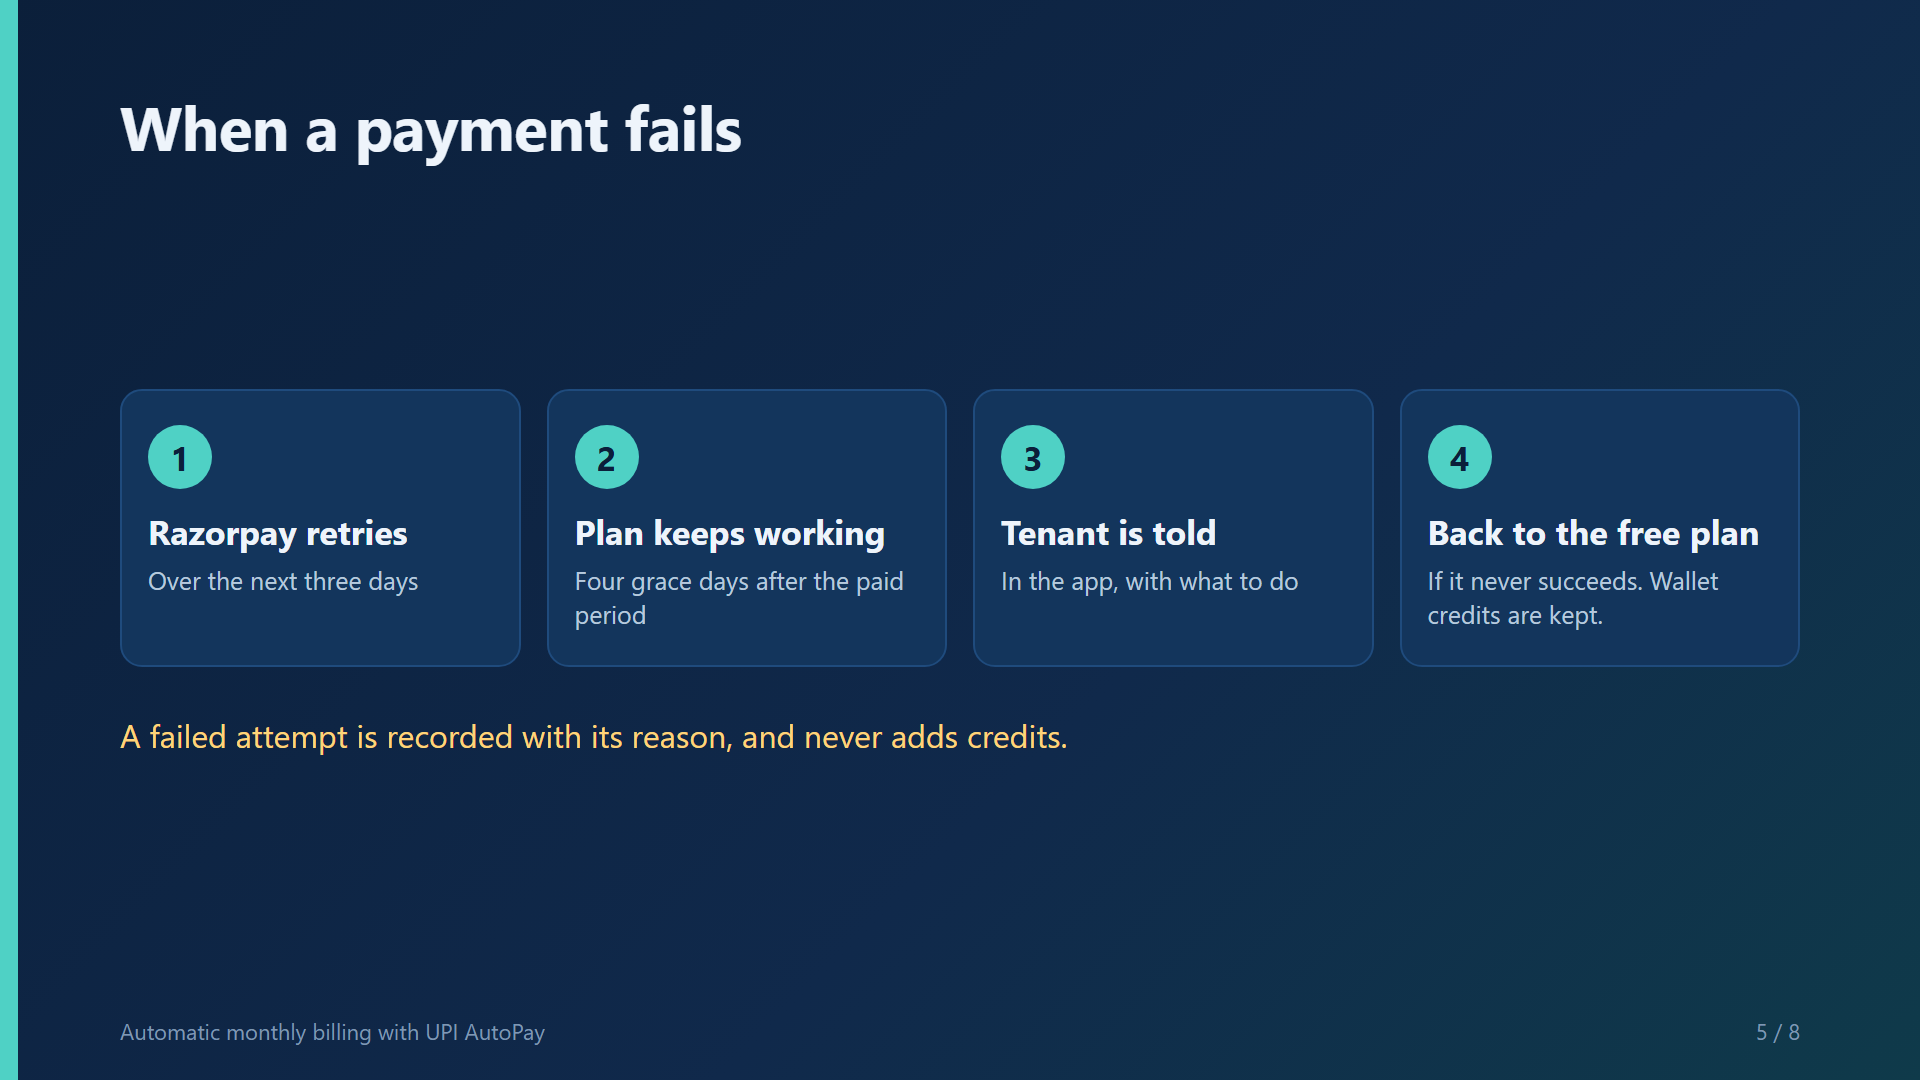 When a payment fails
1
Razorpay retries
Over the next three days
2
Plan keeps working
Four grace days after the paid
period
3
Tenant is told
In the app, with what to do
4
Back to the free plan
If it never succeeds. Wallet
credits are kept.
A failed attempt is recorded with its reason, and never adds credits.
Automatic monthly billing with UPI AutoPay
5 / 8